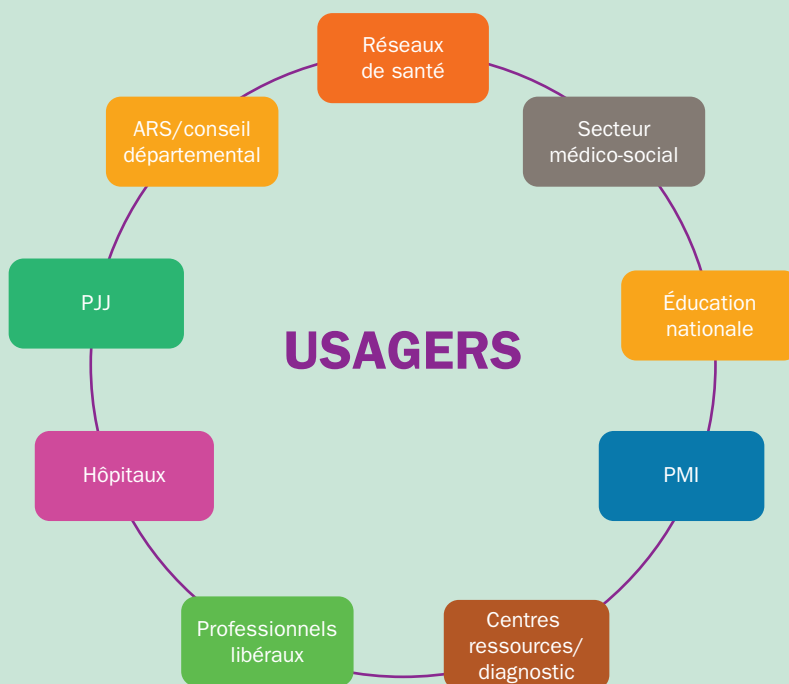 Réseaux
de santé
Secteur
médico-social
Éducation
nationale
PMI
Centres
ressources/
diagnostic
Professionnels
libéraux
Hôpitaux
PJJ
ARS/conseil
départemental
USAGERS